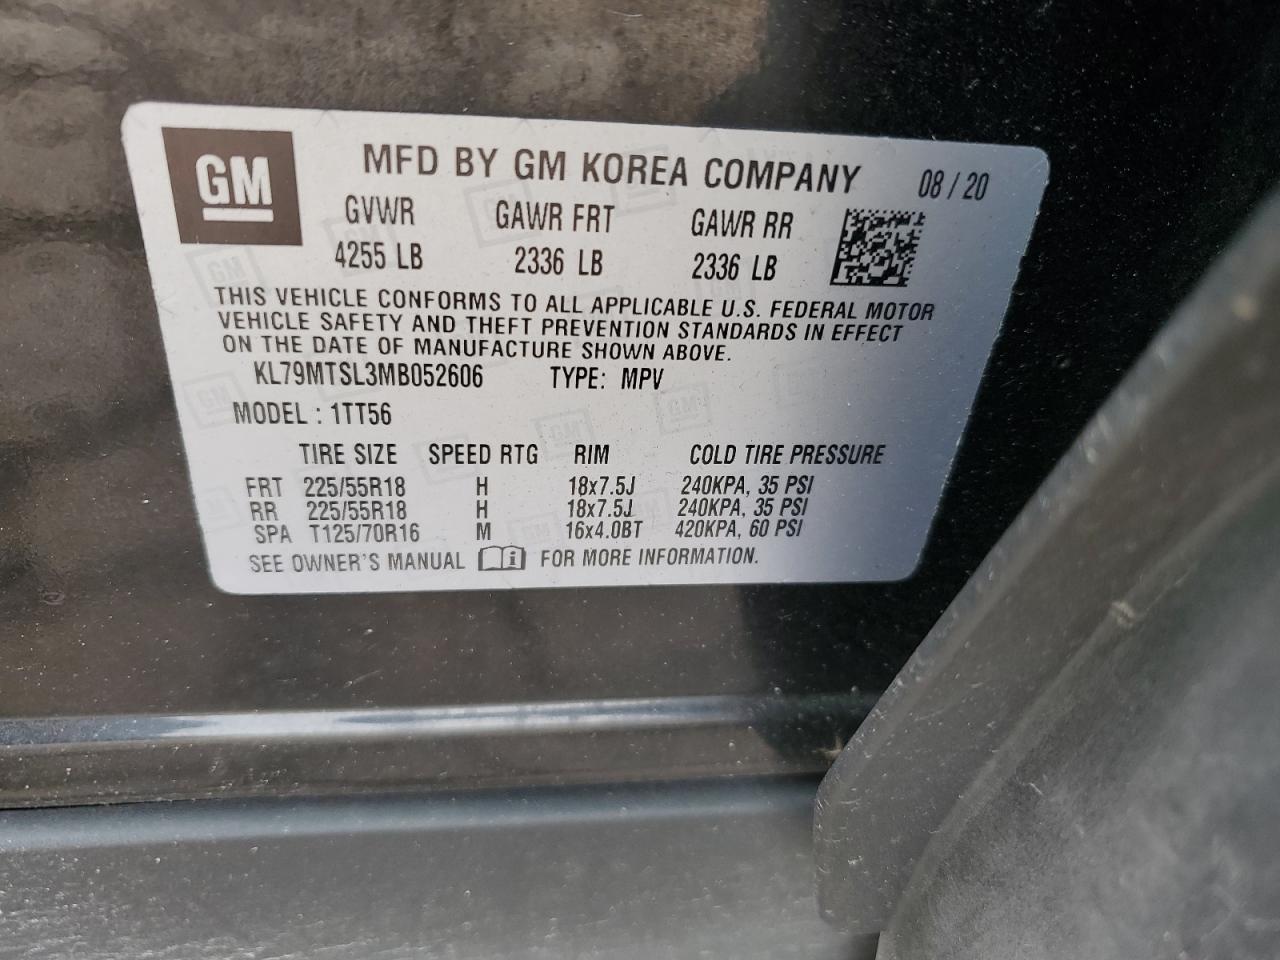 GM
MFD BY GM KOREA COMPANY 08 / 20
GVWR GAWR FRT GAWR RR
4255 LB 2336 LB 2336 LB
THIS VEHICLE CONFORMS TO ALL APPLICABLE U.S. FEDERAL MOTOR
VEHICLE SAFETY AND THEFT PREVENTION STANDARDS IN EFFECT
ON THE DATE OF MANUFACTURE SHOWN ABOVE.
KL79MTSL3MB052606 TYPE: MPV
MODEL : 1TT56
TIRE SIZE SPEED RTG RIM COLD TIRE PRESSURE
FRT 225/55R18 H 18x7.5J 240KPA, 35 PSI
RR 225/55R18 H 18x7.5J 240KPA, 35 PSI
SPA T125/70R16 M 16x4.0BT 420KPA, 60 PSI
SEE OWNER'S MANUAL i FOR MORE INFORMATION.